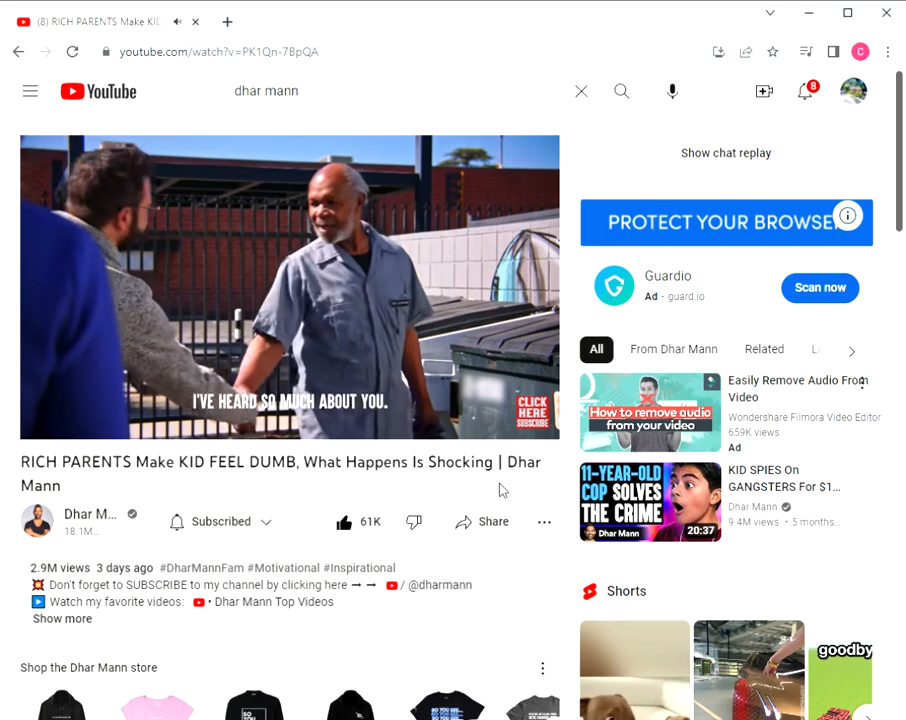 (8) RICH PARENTS Make KID
youtube.com/watch?v=PK1Qn-7BpQA
C
YouTube
dhar mann
8
I'VE HEARD SO MUCH ABOUT YOU.
CLICK
HERE
SUBSCRIBE
RICH PARENTS Make KID FEEL DUMB, What Happens Is Shocking | Dhar
Mann
Dhar M...
18.1M...
Subscribed
61K
Share
2.9M views 3 days ago #DharMannFam #Motivational #Inspirational
Don't forget to SUBSCRIBE to my channel by clicking here → → / @dharmann
Watch my favorite videos: • Dhar Mann Top Videos
Show more
Shop the Dhar Mann store
SO
YOU
SO YOU
Show chat replay
PROTECT YOUR BROWSE
Guardio
Ad · guard.io
Scan now
All
From Dhar Mann
Related
How to remove audio
from your video
Easily Remove Audio From
Video
Wondershare Filmora Video Editor
659K views
Ad
11-YEAR-OLD
COP SOLVES
THE CRIME
Dhar Mann
20:37
KID SPIES On
GANGSTERS For $1...
Dhar Mann
9.4M views • 5 months...
Shorts
goodby